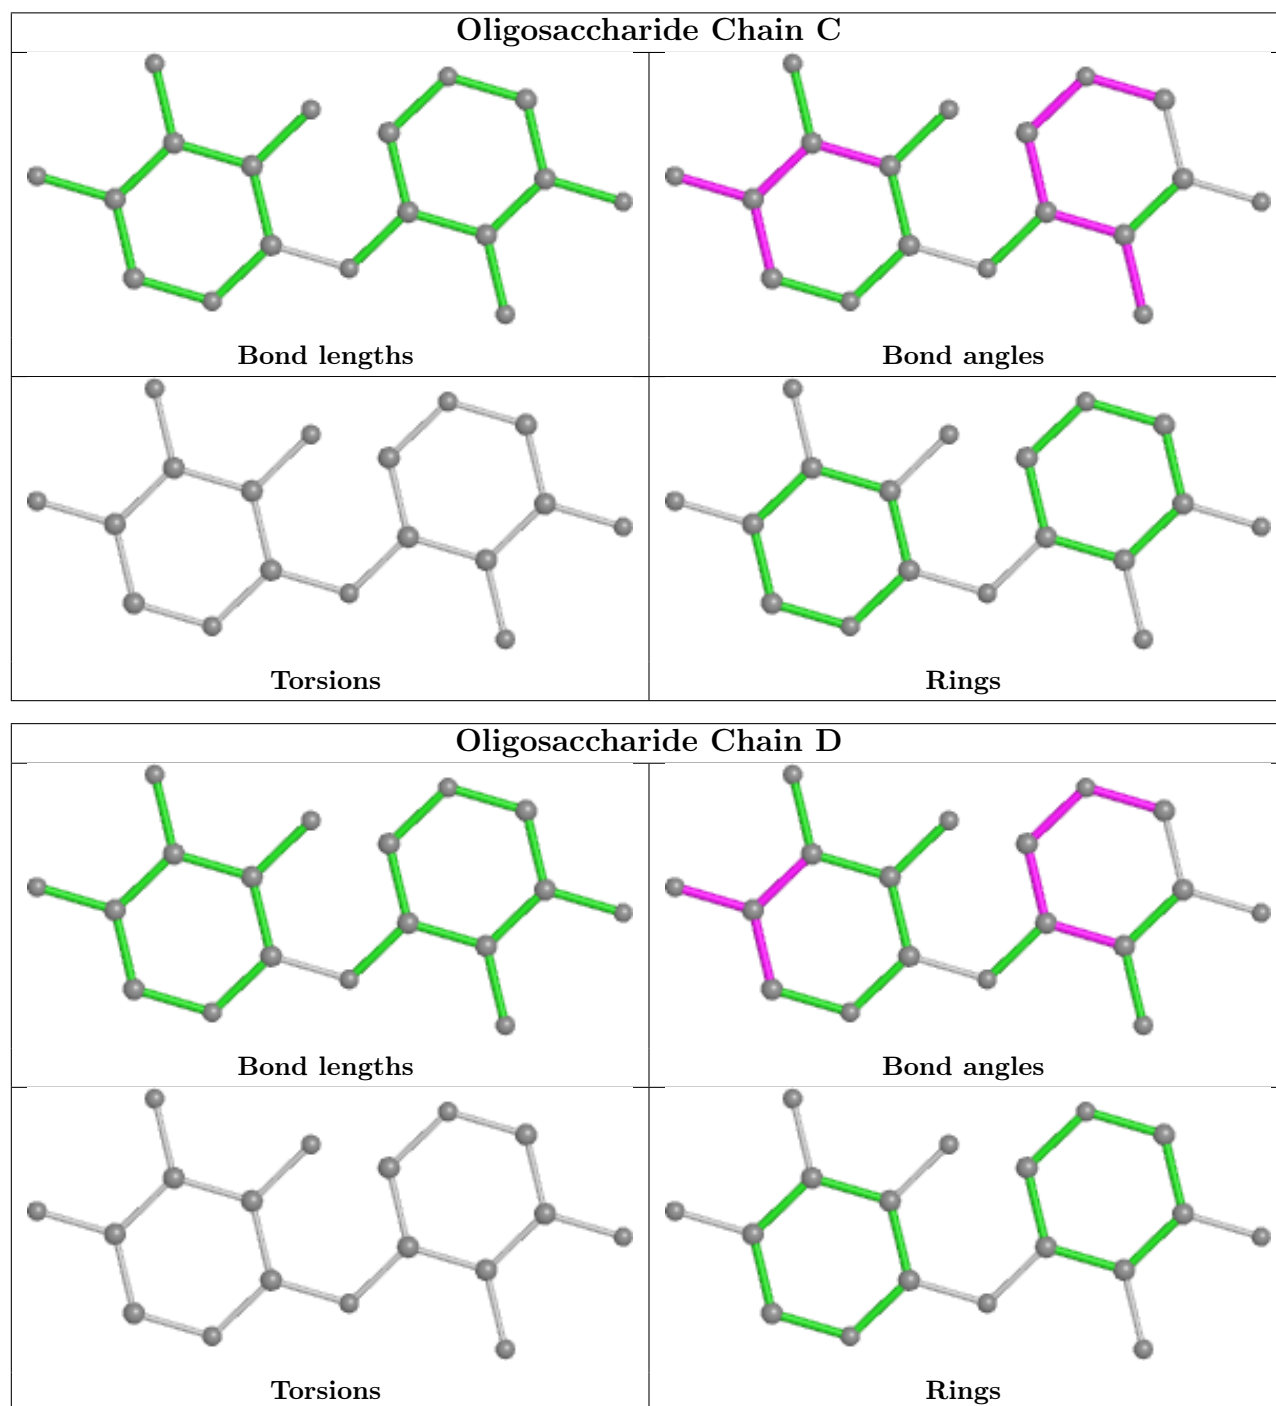 Oligosaccharide Chain C
Bond lengths
Bond angles
Torsions
Rings
Oligosaccharide Chain D
Bond lengths
Bond angles
Torsions
Rings